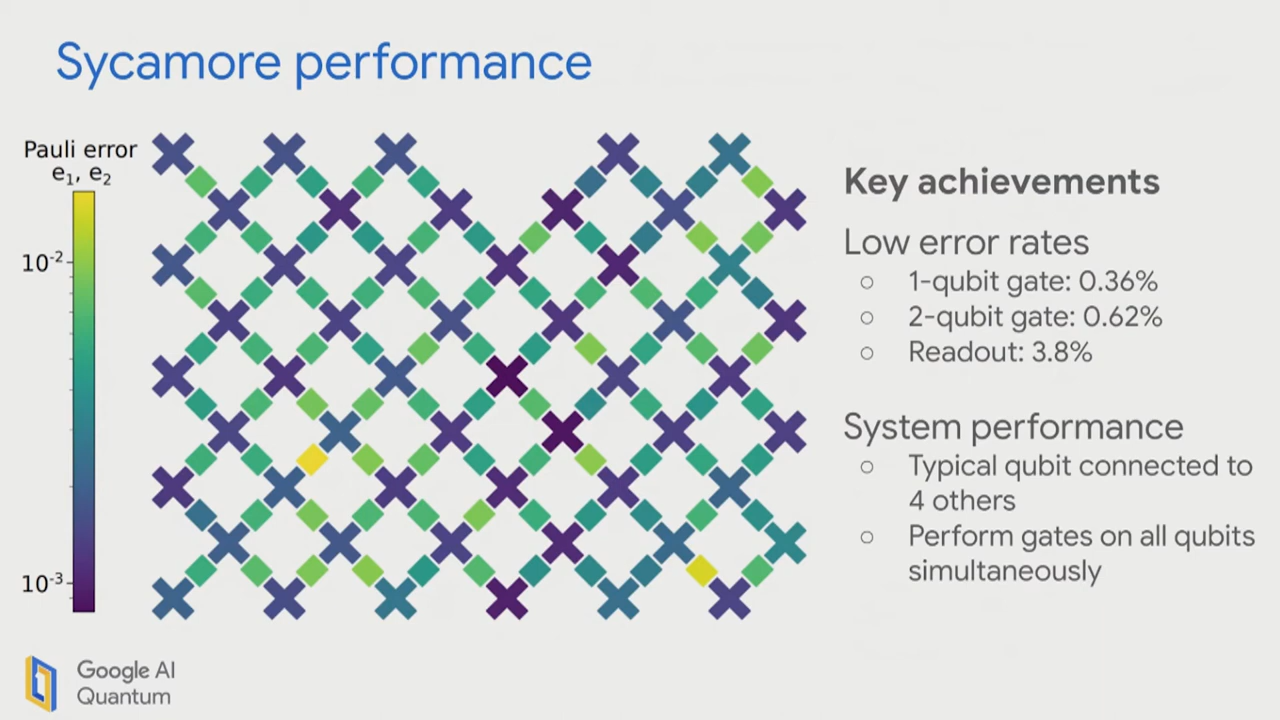 Sycamore performance
Pauli error
e₁, e₂
10⁻²
10⁻³
Key achievements
Low error rates
○ 1-qubit gate: 0.36%
○ 2-qubit gate: 0.62%
○ Readout: 3.8%
System performance
○ Typical qubit connected to
4 others
○ Perform gates on all qubits
simultaneously
Google AI
Quantum